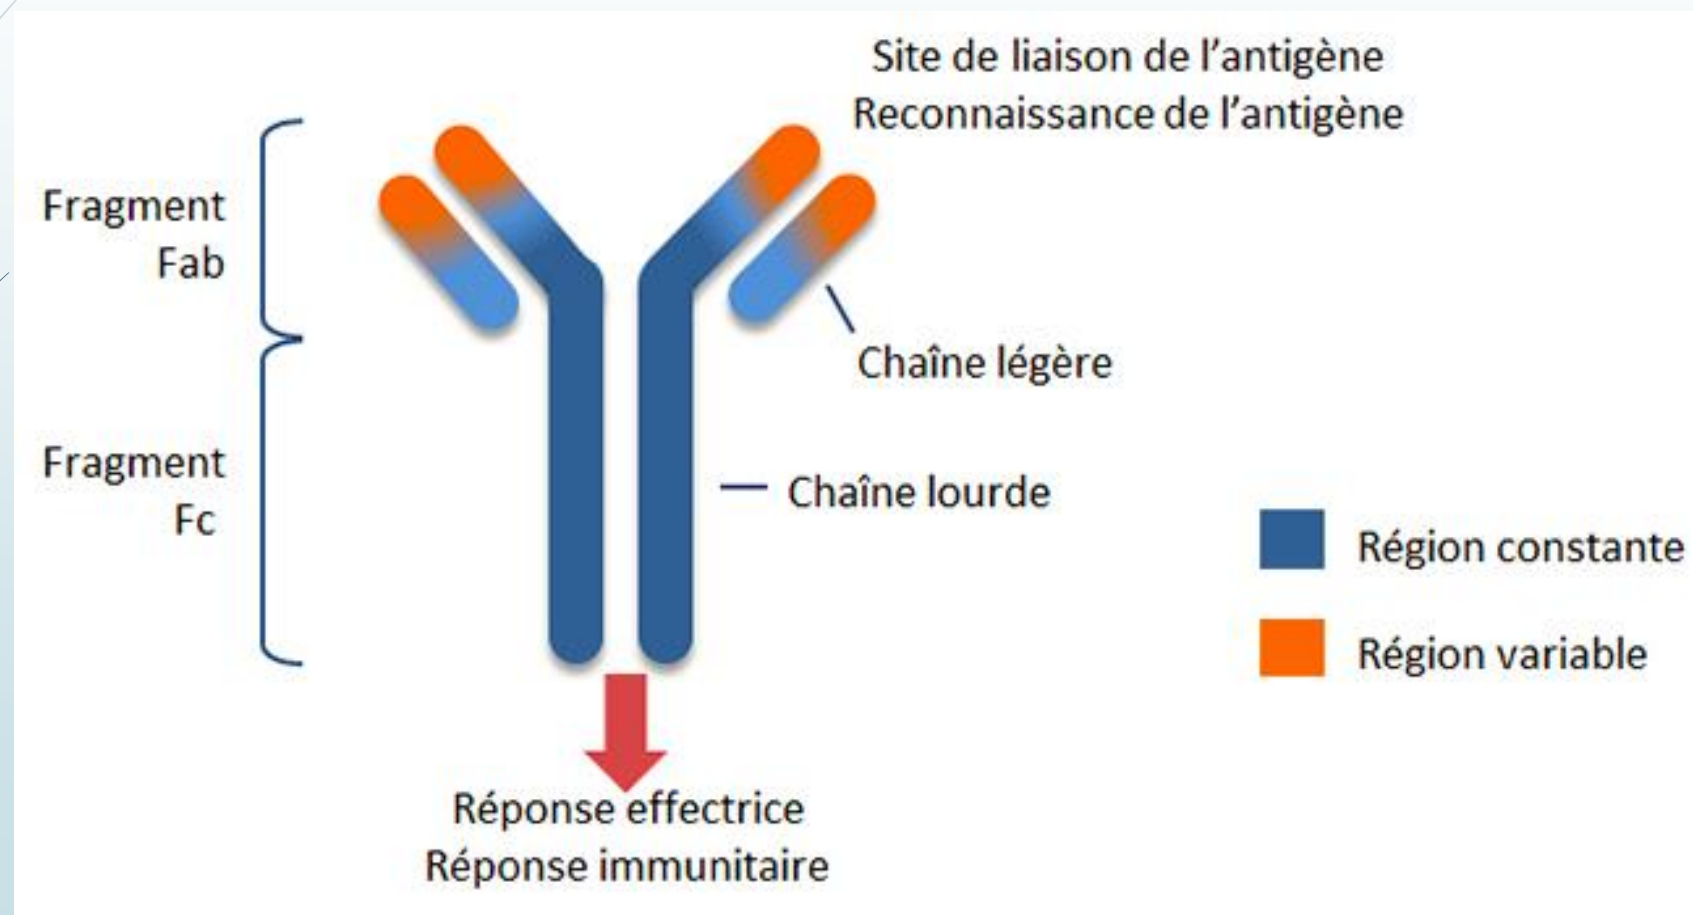 Site de liaison de l’antigène
Reconnaissance de l’antigène
Fragment
Fab
Chaîne légère
Fragment
Fc
Chaîne lourde
Région constante
Région variable
Réponse effectrice
Réponse immunitaire